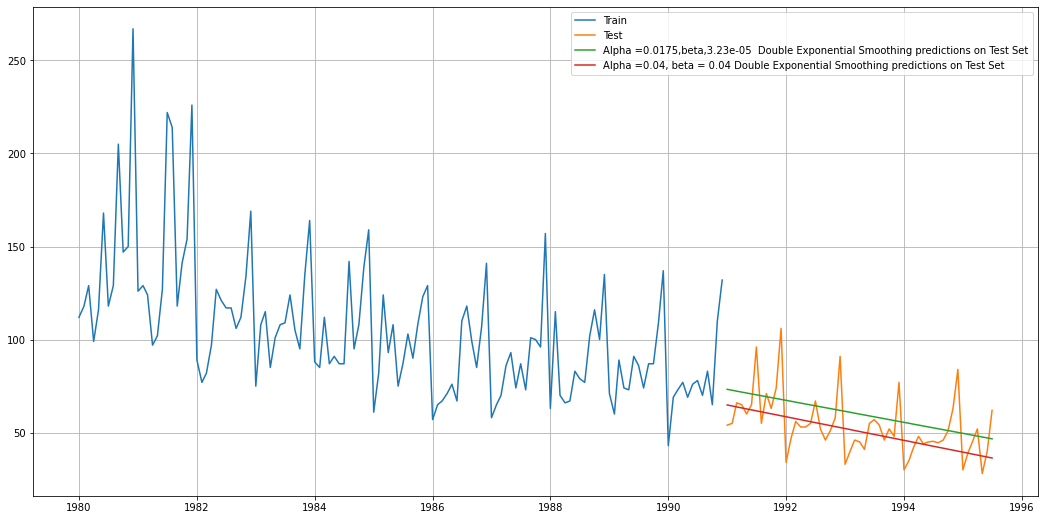 Train
Test
Alpha =0.0175,beta,3.23e-05  Double Exponential Smoothing predictions on Test Set
Alpha =0.04, beta = 0.04 Double Exponential Smoothing predictions on Test Set
250
200
150
100
50
1980 1982 1984 1986 1988 1990 1992 1994 1996